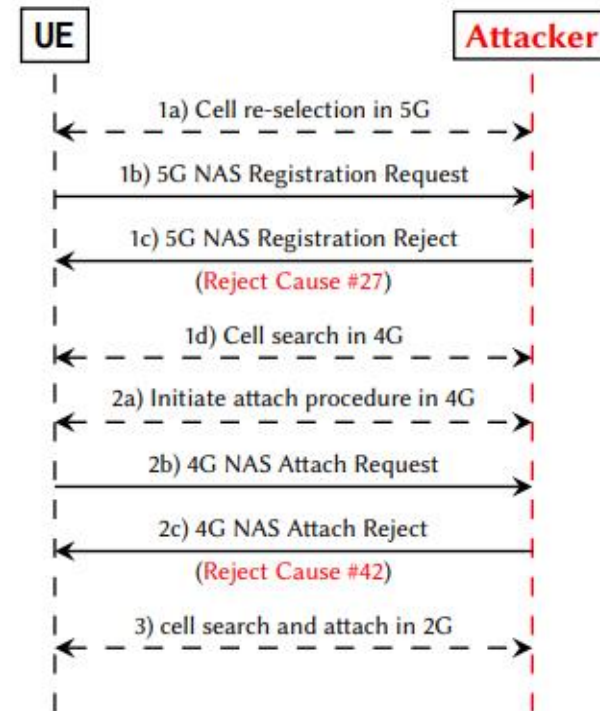 UE
Attacker
1a) Cell re-selection in 5G
1b) 5G NAS Registration Request
1c) 5G NAS Registration Reject
(Reject Cause #27)
1d) Cell search in 4G
2a) Initiate attach procedure in 4G
2b) 4G NAS Attach Request
2c) 4G NAS Attach Reject
(Reject Cause #42)
3) cell search and attach in 2G